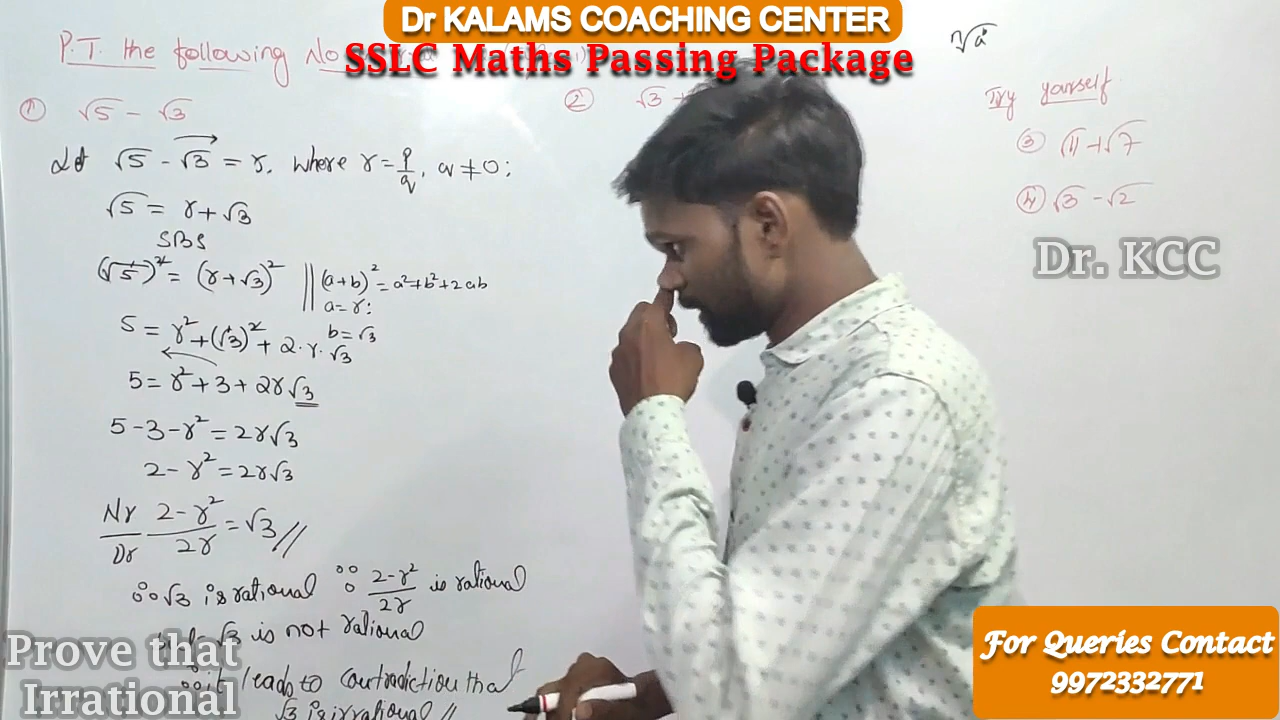 Dr KALAMS COACHING CENTER
SSLC Maths Passing Package
P.T. the following No
ⁿ√a
① √5 - √3
② √3 +
Let √5 - √3 = r, where r = p/q, q ≠ 0;
√5 = r + √3
SBS
(√5)² = (r + √3)² || (a+b)² = a² + b² + 2ab
a = r;
b = √3
5 = r² + (√3)² + 2·r·√3
5 = r² + 3 + 2r√3
5 - 3 - r² = 2r√3
2 - r² = 2r√3
Nr/Dr (2 - r²)/2r = √3 //
∴ √3 is rational ∵ (2 - r²)/2r is rational
√3 is not rational
∴ it leads to contradiction that
√3 is irrational //
Try yourself
③ √11 + √7
④ √3 - √2
Dr. KCC
Prove that
Irrational
For Queries Contact
9972332771